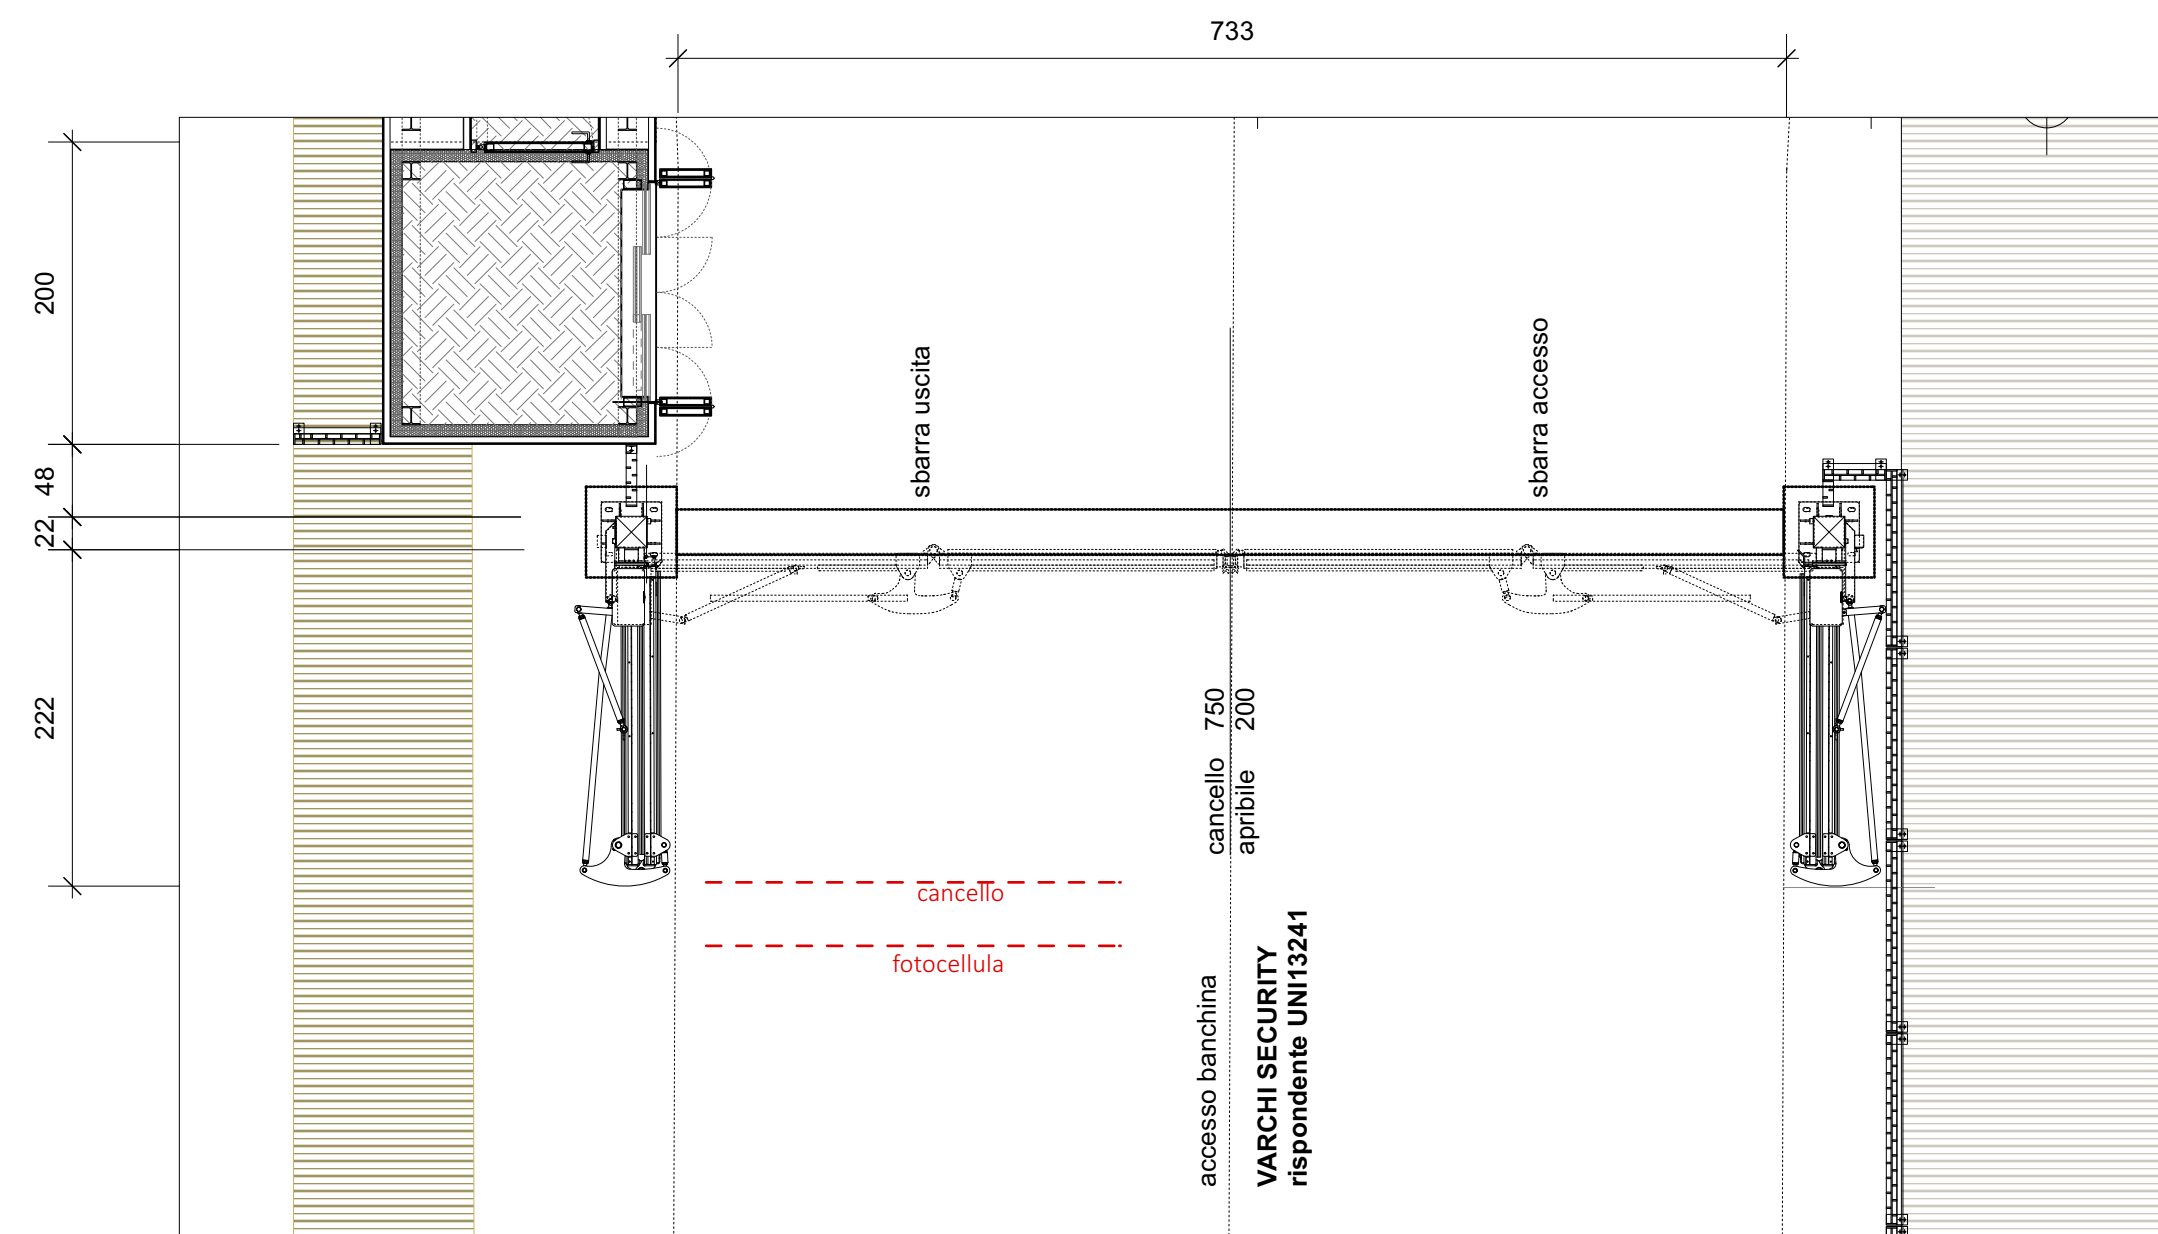 733
200
48
22
222
sbarra uscita
sbarra accesso
cancello 750
apribile 200
cancello
fotocellula
accesso banchina
VARCHI SECURITY
rispondente UNI13241